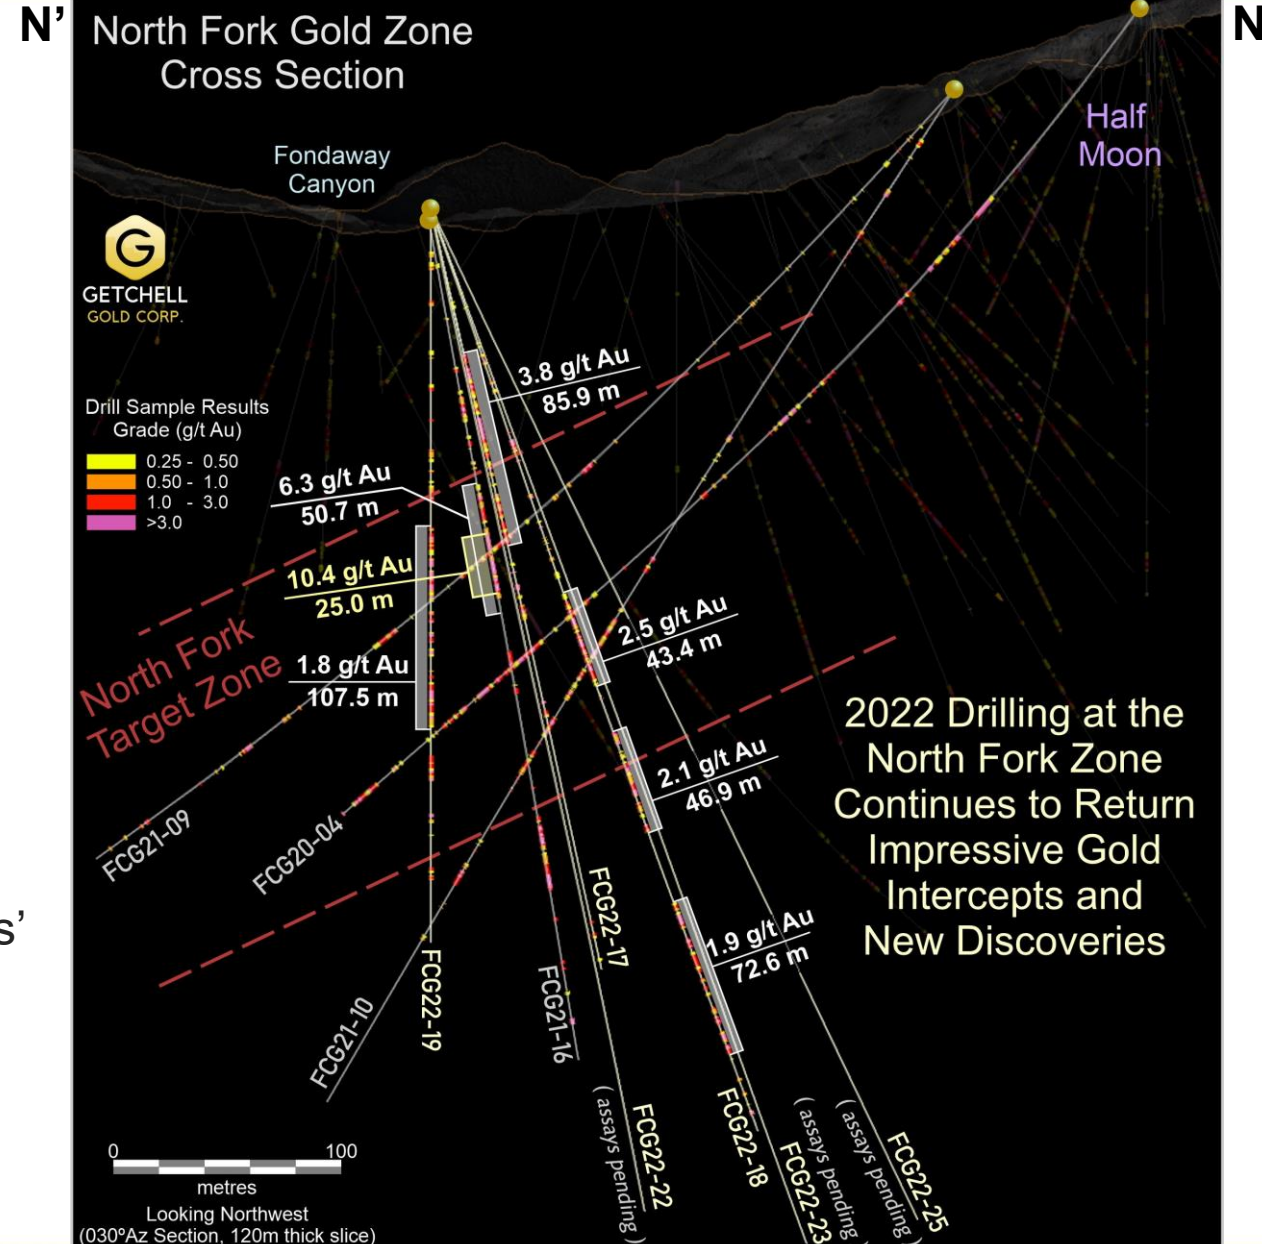 N’
North Fork Gold Zone
Cross Section
N
Half
Moon
Fondaway
Canyon
G
GETCHELL
GOLD CORP.
3.8 g/t Au
85.9 m
Drill Sample Results
Grade (g/t Au)
0.25 - 0.50
0.50 - 1.0
1.0 - 3.0
>3.0
6.3 g/t Au
50.7 m
10.4 g/t Au
25.0 m
2.5 g/t Au
43.4 m
North Fork
Target Zone
1.8 g/t Au
107.5 m
2022 Drilling at the
North Fork Zone
Continues to Return
Impressive Gold
Intercepts and
New Discoveries
2.1 g/t Au
46.9 m
FCG21-09
FCG20-04
s’
FCG22-17
1.9 g/t Au
72.6 m
FCG22-19
FCG21-16
FCG21-10
FCG22-22
(assays pending)
FCG22-18
FCG22-23
(assays pending
FCG22-25
(assays pending)
0 100
metres
Looking Northwest
(030ºAz Section, 120m thick slice)